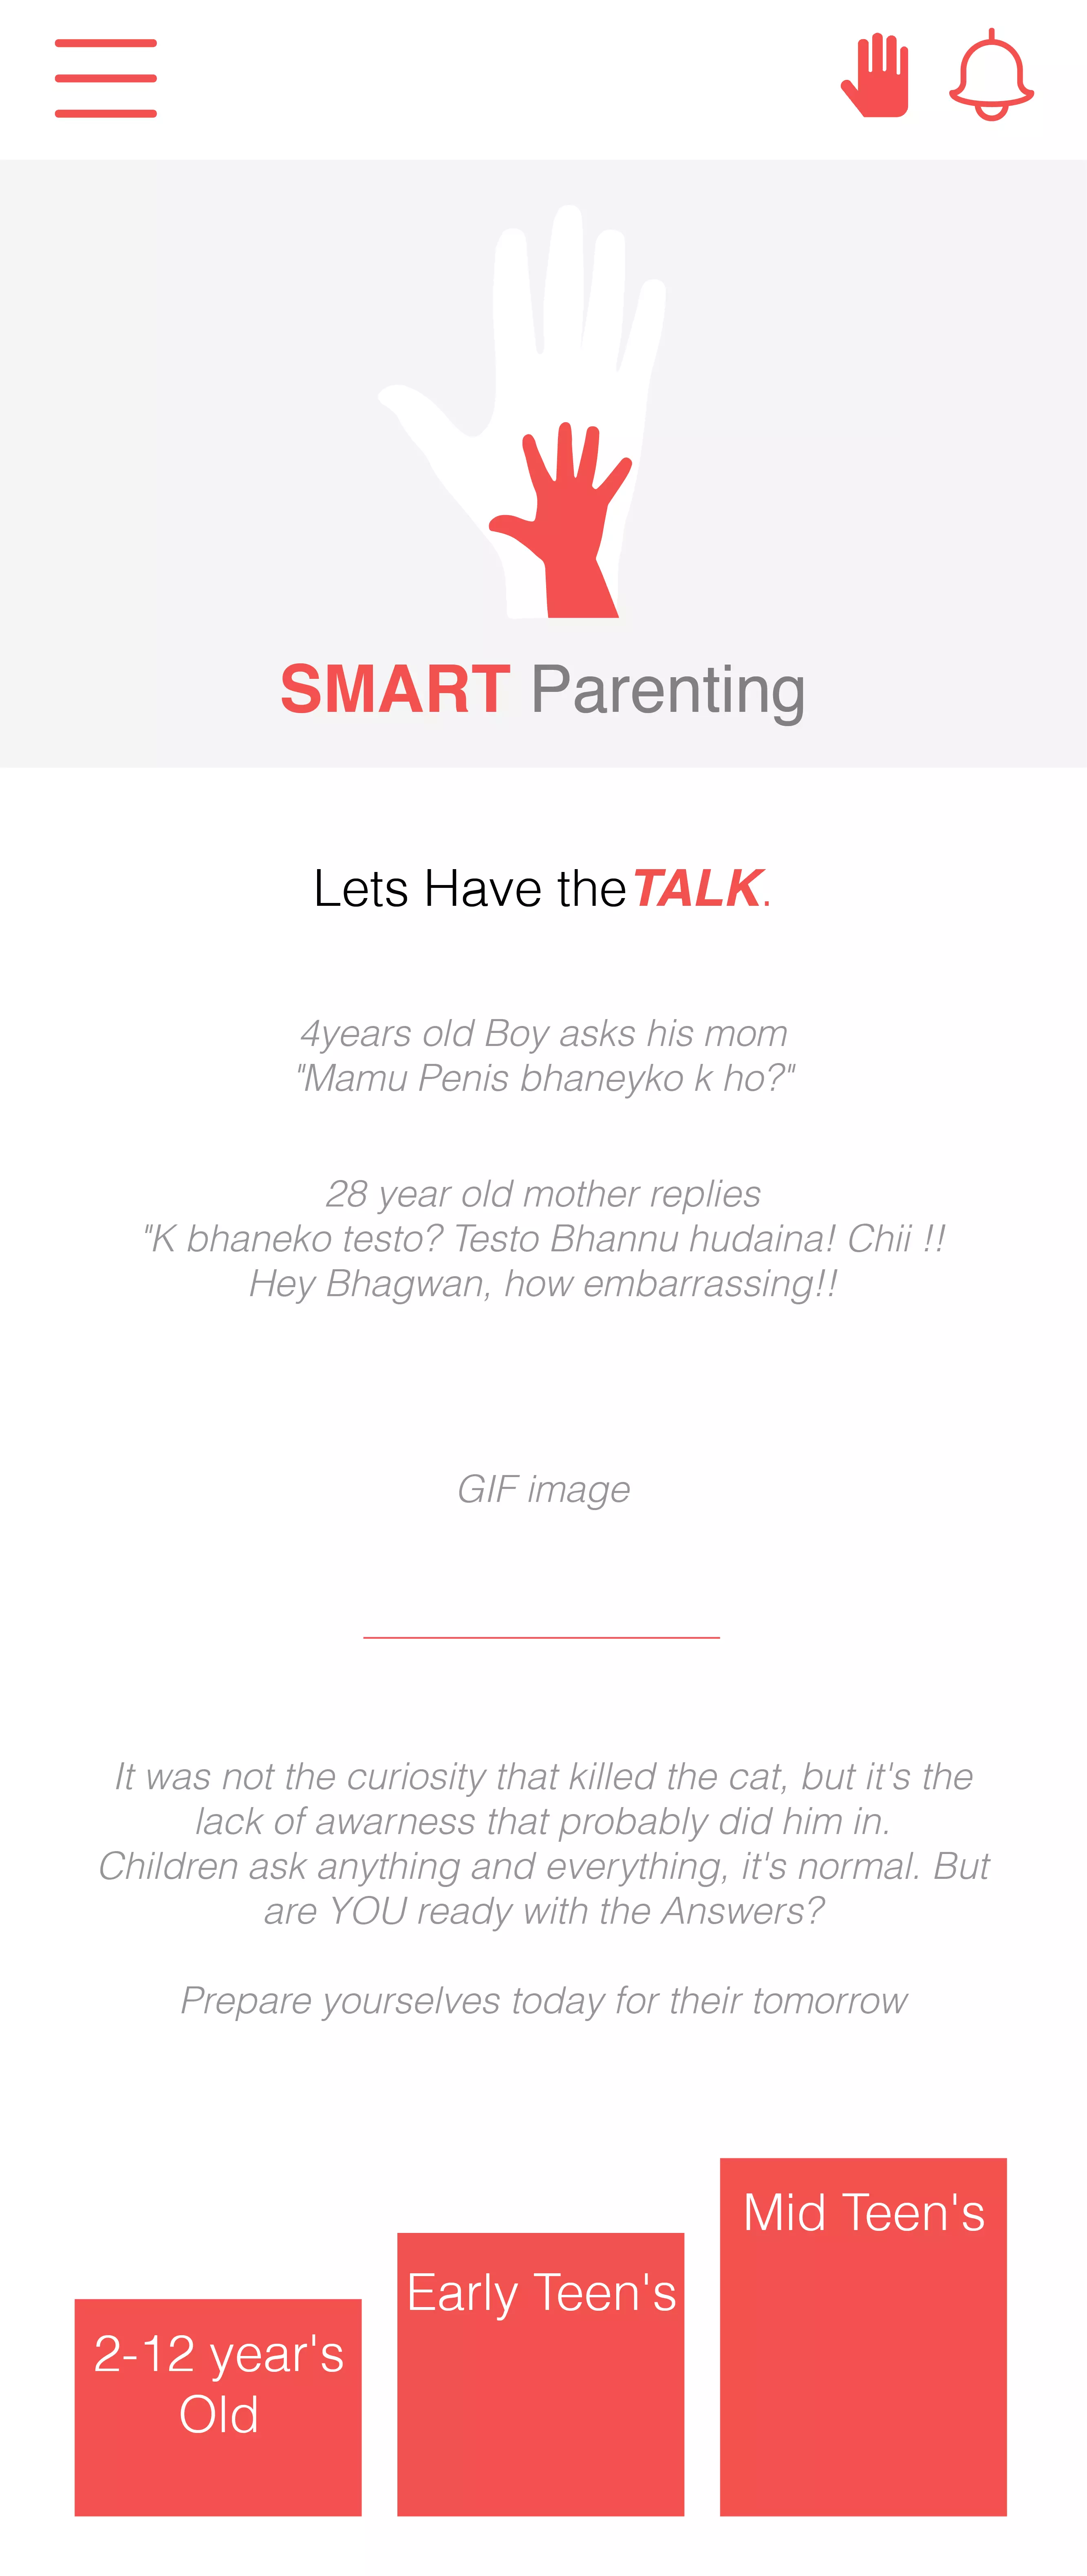 SMART Parenting
Lets Have the TALK.
4years old Boy asks his mom
"Mamu Penis bhaneyko k ho?"
28 year old mother replies
"K bhaneko testo? Testo Bhannu hudaina! Chii !!
Hey Bhagwan, how embarrassing!!
GIF image
It was not the curiosity that killed the cat, but it's the
lack of awarness that probably did him in.
Children ask anything and everything, it's normal. But
are YOU ready with the Answers?
Prepare yourselves today for their tomorrow
2-12 year's
Old
Early Teen's
Mid Teen's